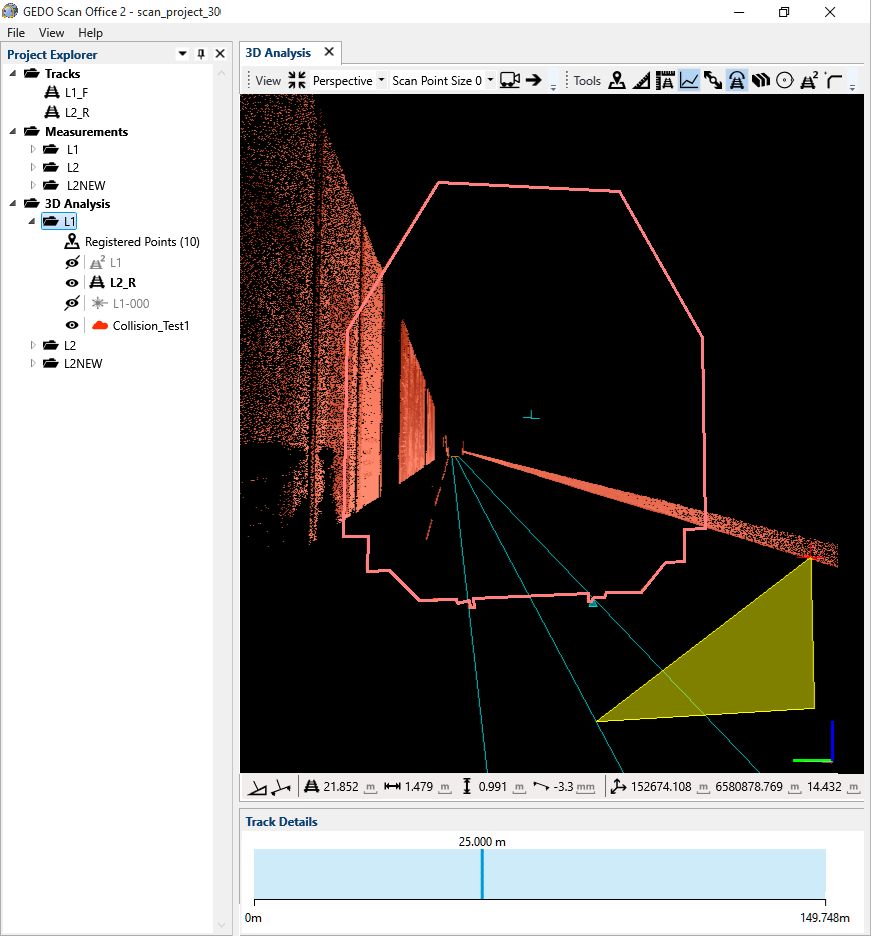 GEDO Scan Office 2 - scan_project_30
File View Help
Project Explorer
Tracks
L1_F
L2_R
Measurements
L1
L2
L2NEW
3D Analysis
L1
Registered Points (10)
L1
L2_R
L1-000
Collision_Test1
L2
L2NEW
3D Analysis
View Perspective Scan Point Size 0 Tools
21.852 m 1.479 m 0.991 m -3.3 mm 152674.108 m 6580878.769 m 14.432 m
Track Details
25.000 m
0m 149.748m